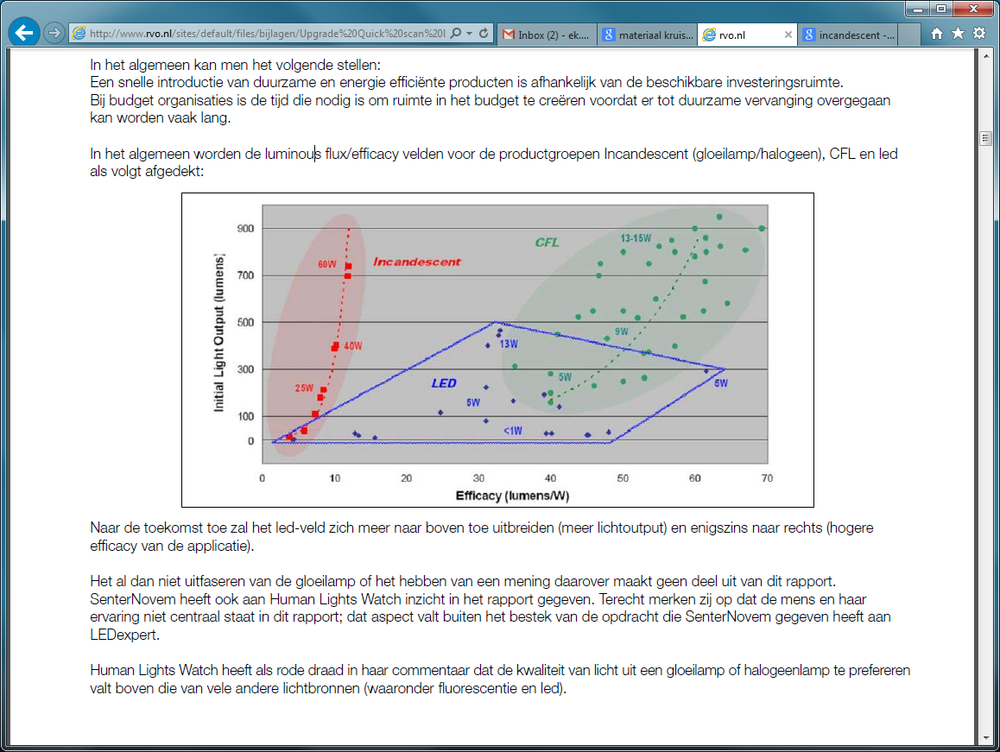 http://www.rvo.nl/sites/default/files/bijlagen/Upgrade%20Quick%20scan%20l
Inbox (2) - ek....
materiaal kruis...
rvo.nl
incandescent -...
In het algemeen kan men het volgende stellen:
Een snelle introductie van duurzame en energie efficiënte producten is afhankelijk van de beschikbare investeringsruimte.
Bij budget organisaties is de tijd die nodig is om ruimte in het budget te creëren voordat er tot duurzame vervanging overgegaan
kan worden vaak lang.
In het algemeen worden de luminous flux/efficacy velden voor de productgroepen Incandescent (gloeilamp/halogeen), CFL en led
als volgt afgedekt:
Initial Light Output (lumens)
900
700
500
300
100
0
60W
Incandescent
CFL
13-15W
40W
13W
9W
25W
LED
5W
5W
5W
<1W
0 10 20 30 40 50 60 70
Efficacy (lumens/W)
Naar de toekomst toe zal het led-veld zich meer naar boven toe uitbreiden (meer lichtoutput) en enigszins naar rechts (hogere
efficacy van de applicatie).
Het al dan niet uitfaseren van de gloeilamp of het hebben van een mening daarover maakt geen deel uit van dit rapport.
SenterNovem heeft ook aan Human Lights Watch inzicht in het rapport gegeven. Terecht merken zij op dat de mens en haar
ervaring niet centraal staat in dit rapport; dat aspect valt buiten het bestek van de opdracht die SenterNovem gegeven heeft aan
LEDexpert.
Human Lights Watch heeft als rode draad in haar commentaar dat de kwaliteit van licht uit een gloeilamp of halogeenlamp te prefereren
valt boven die van vele andere lichtbronnen (waaronder fluorescentie en led).